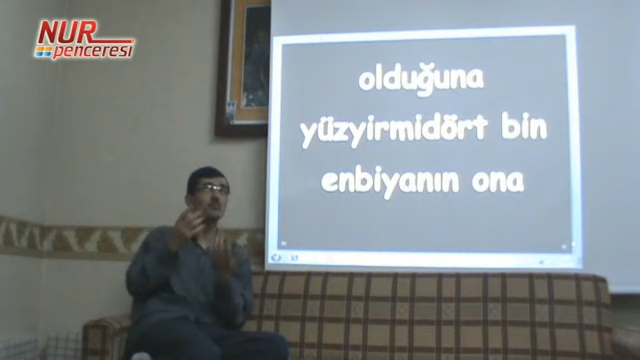 NUR
penceresi
olduğuna
yüzyirmidört bin
enbiyanın ona